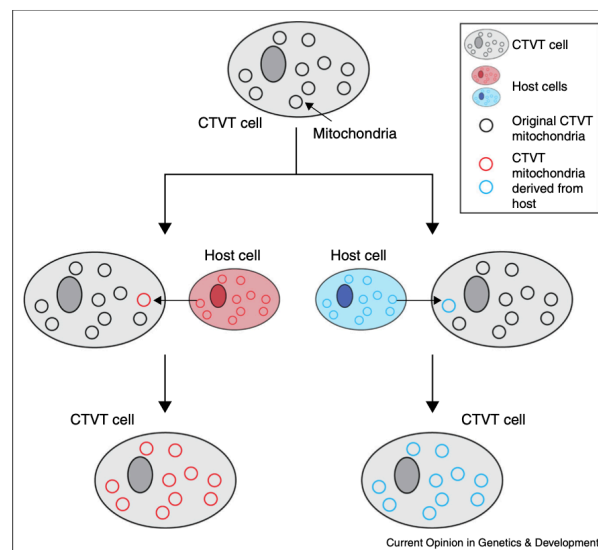 CTVT cell
Mitochondria
CTVT cell
Host cells
Original CTVT
mitochondria
CTVT
mitochondria
derived from
host
Host cell
Host cell
CTVT cell
CTVT cell
Current Opinion in Genetics & Development